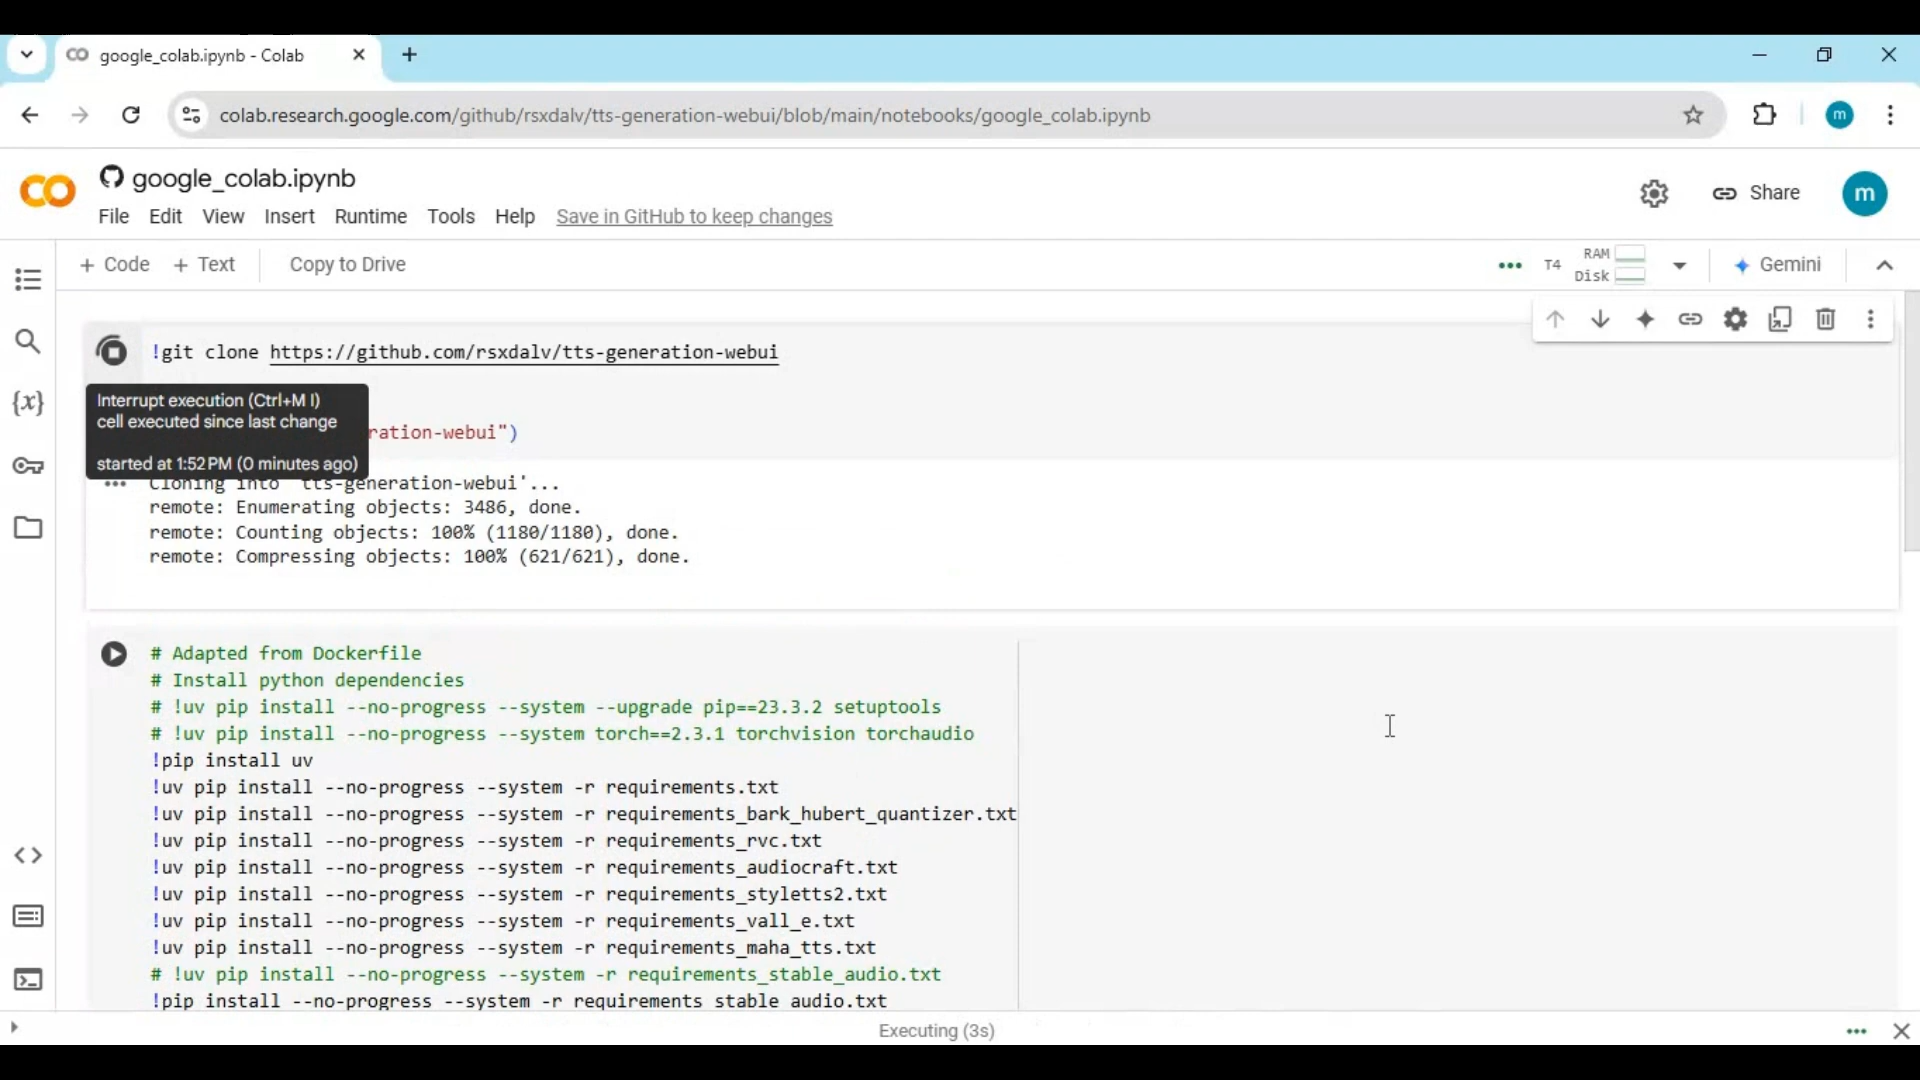 google_colab.ipynb - Colab
colab.research.google.com/github/rsxdalv/tts-generation-webui/blob/main/notebooks/google_colab.ipynb
m
google_colab.ipynb
Share
m
File Edit View Insert Runtime Tools Help Save in GitHub to keep changes
+ Code + Text Copy to Drive
T4 RAM
Disk
Gemini
!git clone https://github.com/rsxdalv/tts-generation-webui
Interrupt execution (Ctrl+M I)
cell executed since last change
ration-webui")
started at 1:52 PM (0 minutes ago)
Cloning into 'tts-generation-webui'...
remote: Enumerating objects: 3486, done.
remote: Counting objects: 100% (1180/1180), done.
remote: Compressing objects: 100% (621/621), done.
# Adapted from Dockerfile
# Install python dependencies
# !uv pip install --no-progress --system --upgrade pip==23.3.2 setuptools
# !uv pip install --no-progress --system torch==2.3.1 torchvision torchaudio
!pip install uv
!uv pip install --no-progress --system -r requirements.txt
!uv pip install --no-progress --system -r requirements_bark_hubert_quantizer.txt
!uv pip install --no-progress --system -r requirements_rvc.txt
!uv pip install --no-progress --system -r requirements_audiocraft.txt
!uv pip install --no-progress --system -r requirements_styletts2.txt
!uv pip install --no-progress --system -r requirements_vall_e.txt
!uv pip install --no-progress --system -r requirements_maha_tts.txt
# !uv pip install --no-progress --system -r requirements_stable_audio.txt
!pip install --no-progress --system -r requirements_stable_audio.txt
Executing (3s)